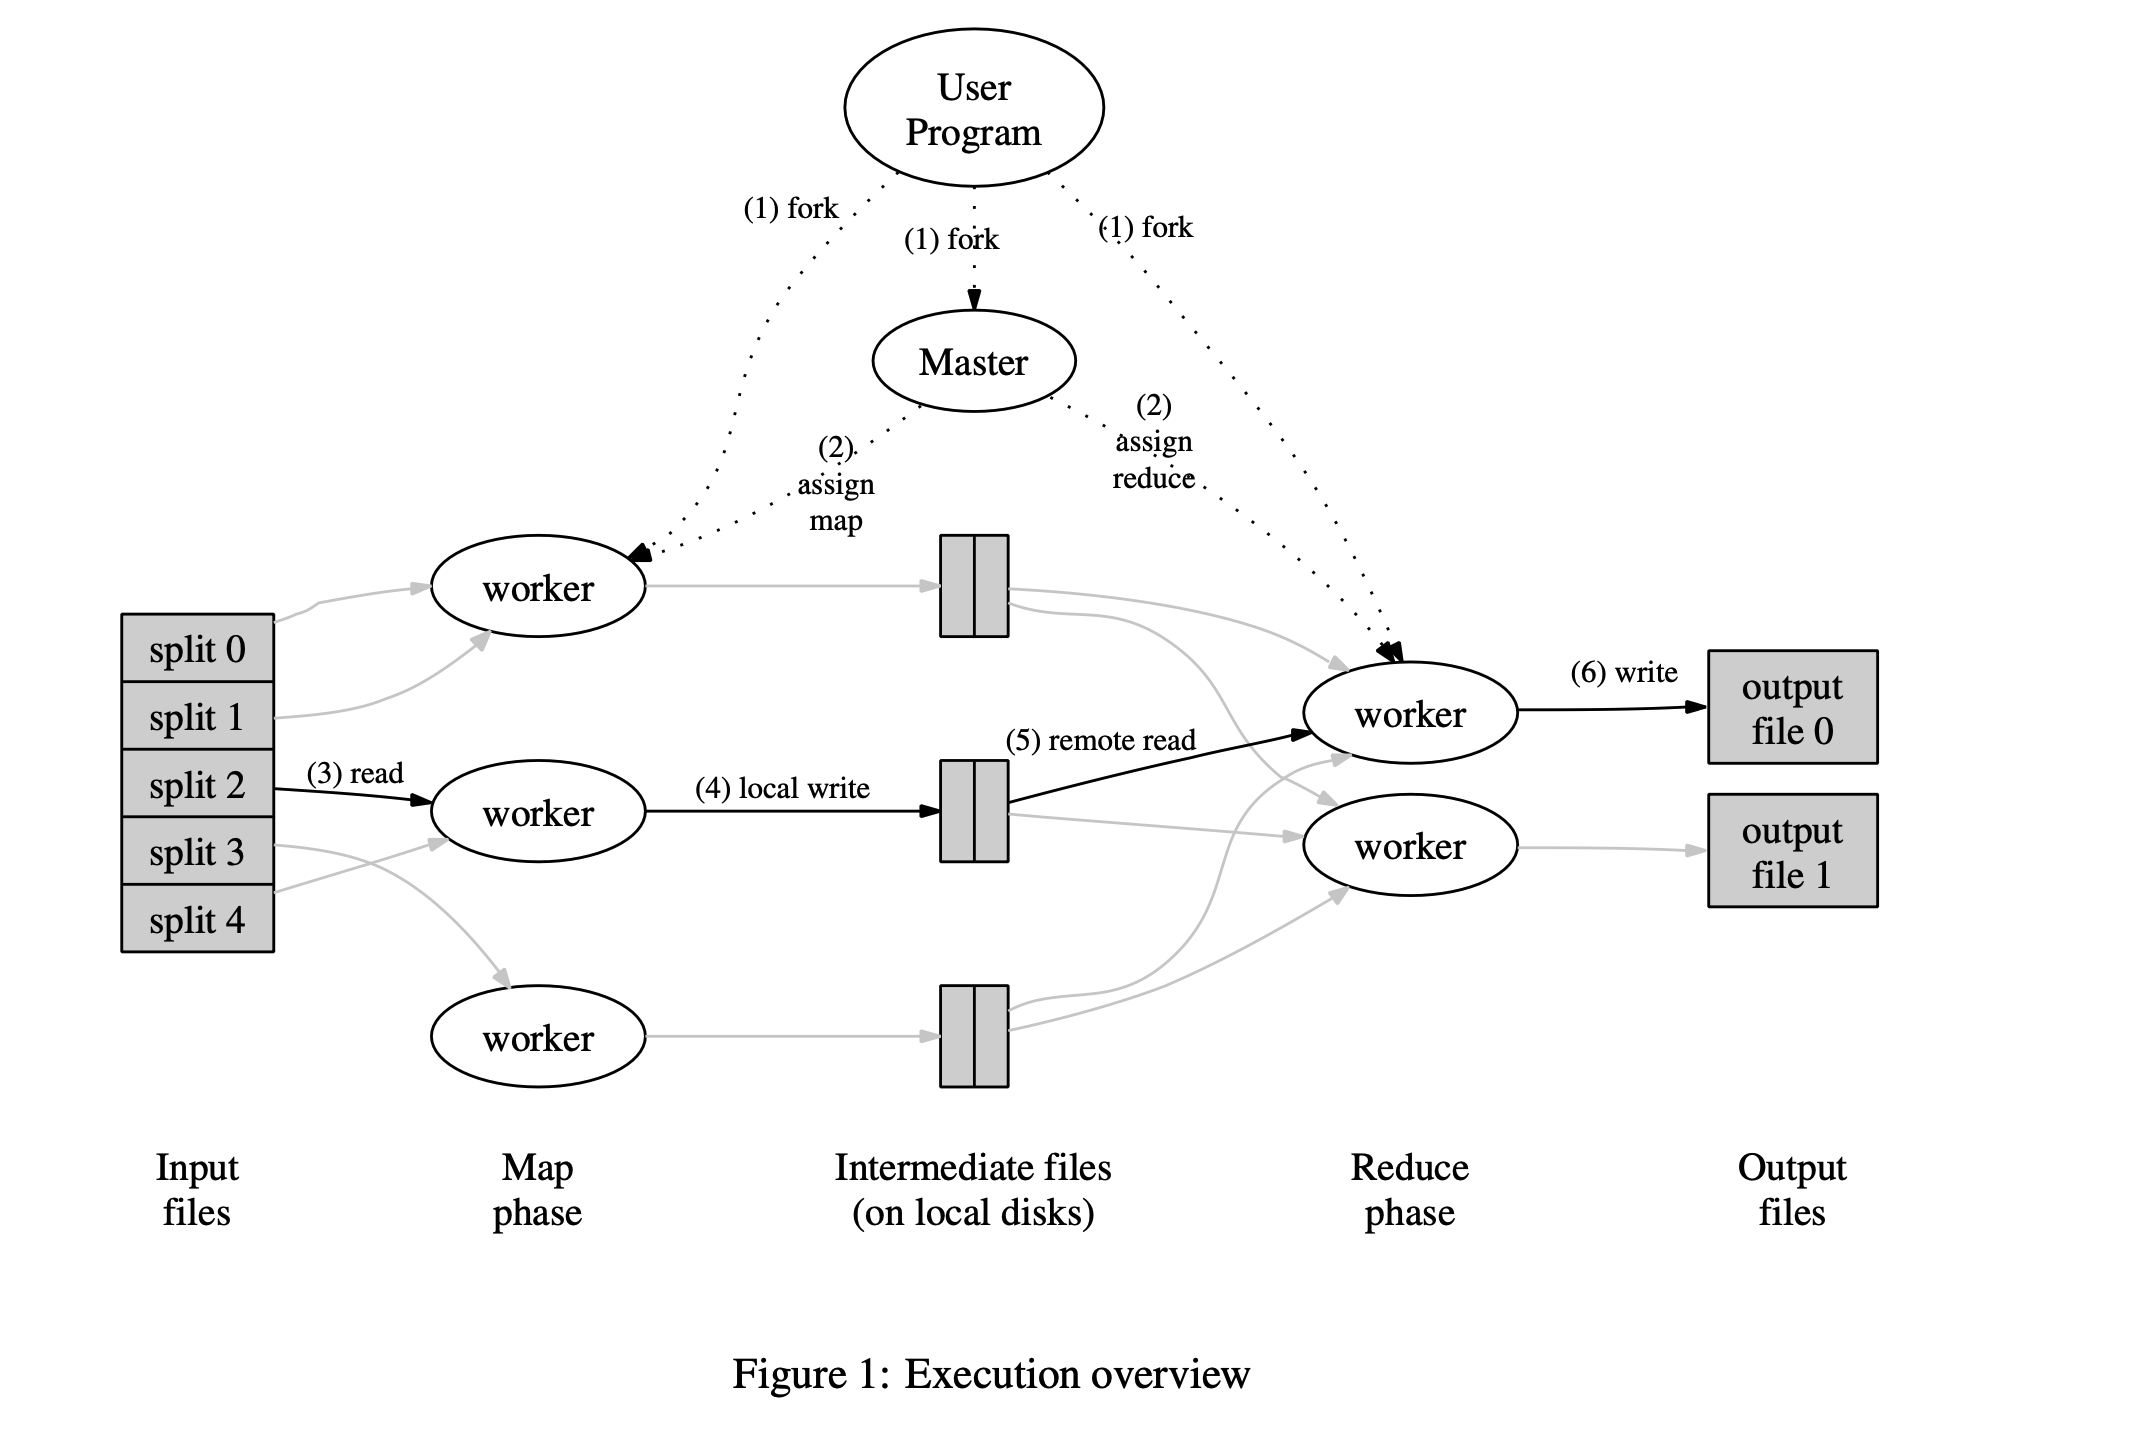 User
Program
(1) fork
(1) fork
(1) fork
Master
(2)
assign
map
(2)
assign
reduce
worker
split 0
split 1
split 2
split 3
split 4
(3) read
worker
(4) local write
worker
(5) remote read
worker
(6) write
output
file 0
worker
output
file 1
Input
files
Map
phase
Intermediate files
(on local disks)
Reduce
phase
Output
files
Figure 1: Execution overview